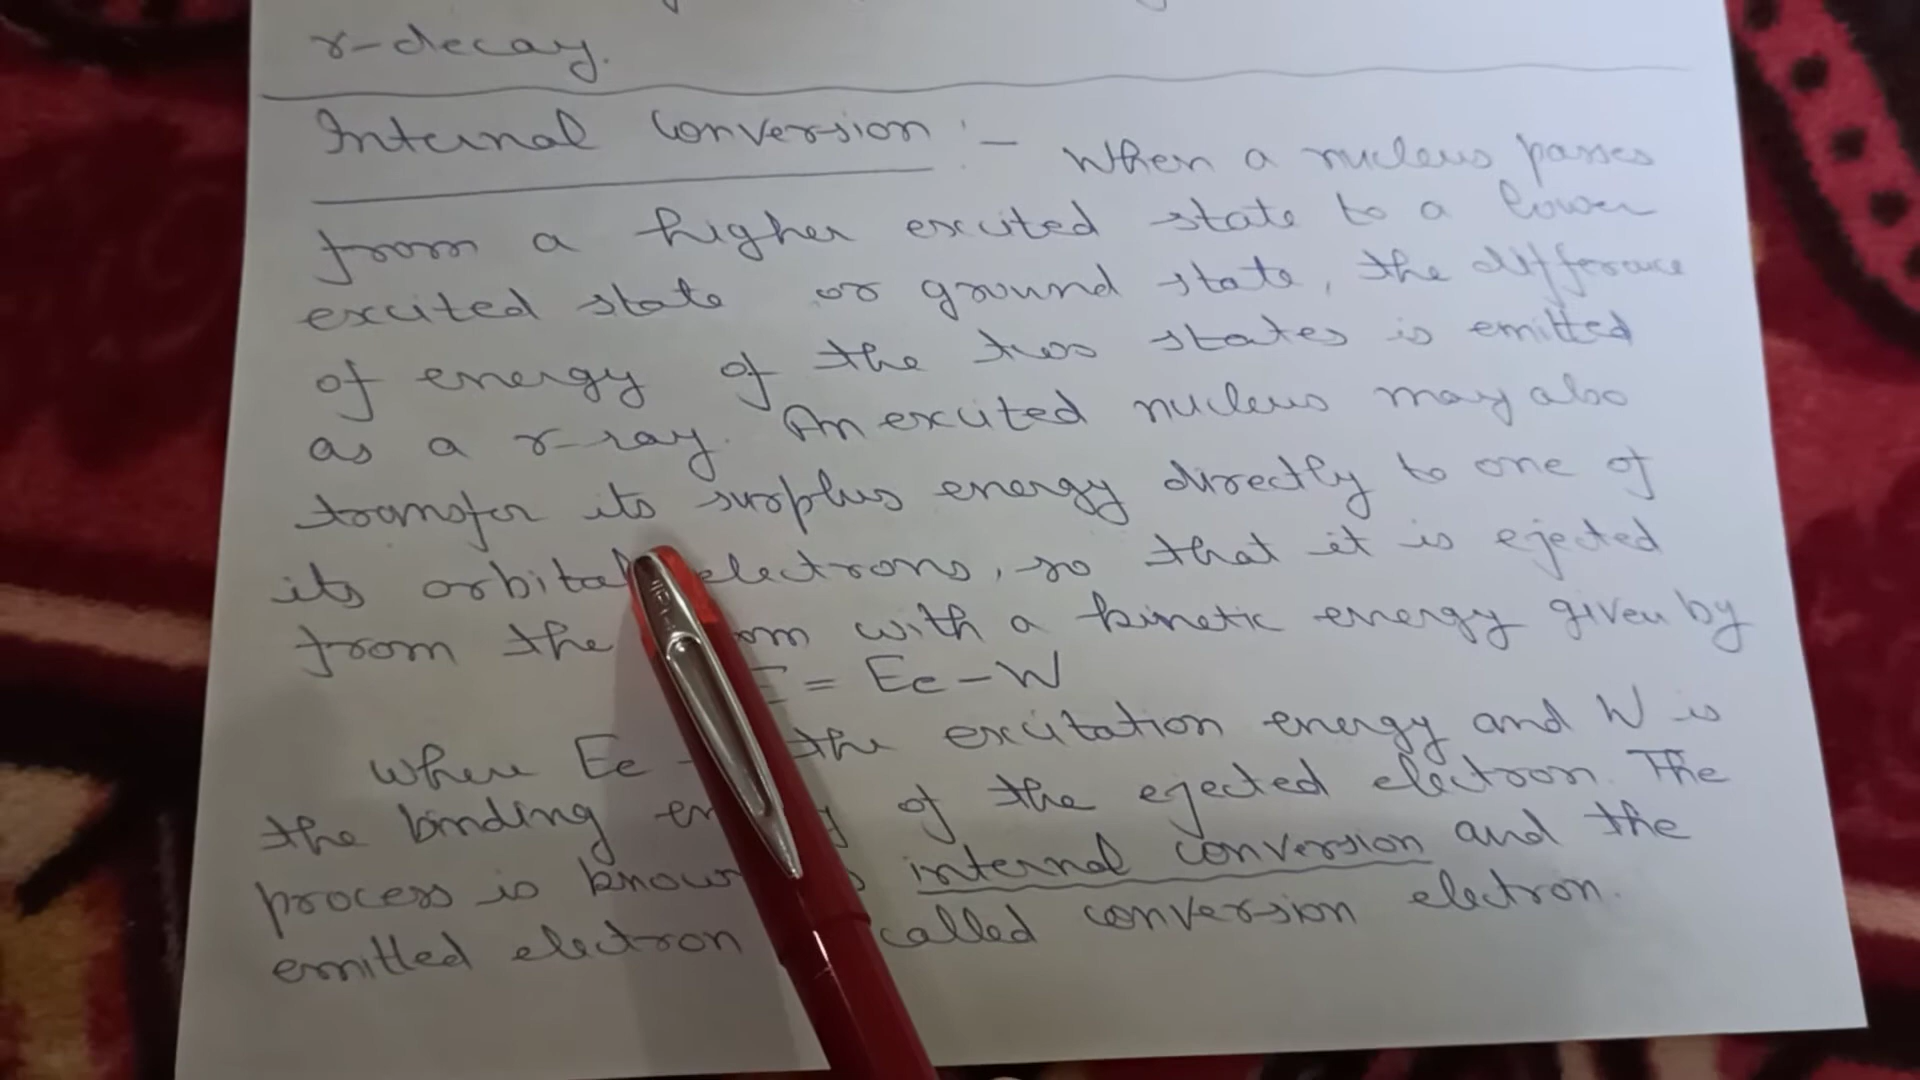 γ-decay.
Internal conversion :- When a nucleus passes
from a higher excited state to a lower
excited state or ground state, the difference
of energy of the two states is emitted
as a γ-ray. An excited nucleus may also
transfer its surplus energy directly to one of
its orbital electrons, so that it is ejected
from the with a kinetic energy given by
= Ee - W
where Ee the excitation energy and W is
the binding of the ejected electron. The
process is internal conversion and the
emitted electron called conversion electron.